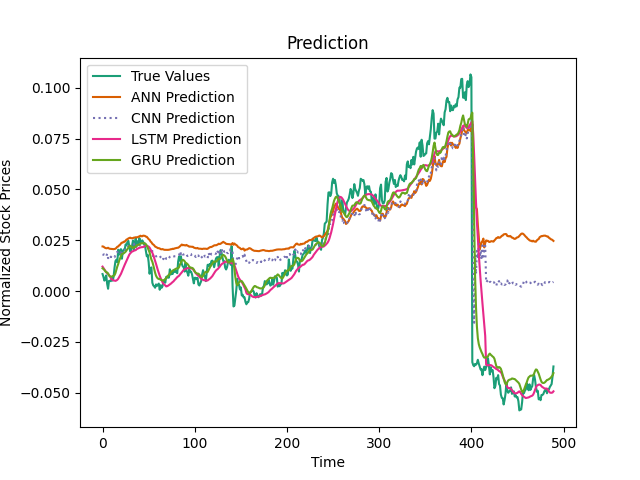 Prediction
True Values
ANN Prediction
CNN Prediction
LSTM Prediction
GRU Prediction
0.100
0.075
0.050
0.025
0.000
−0.025
−0.050
Normalized Stock Prices
0 100 200 300 400 500
Time